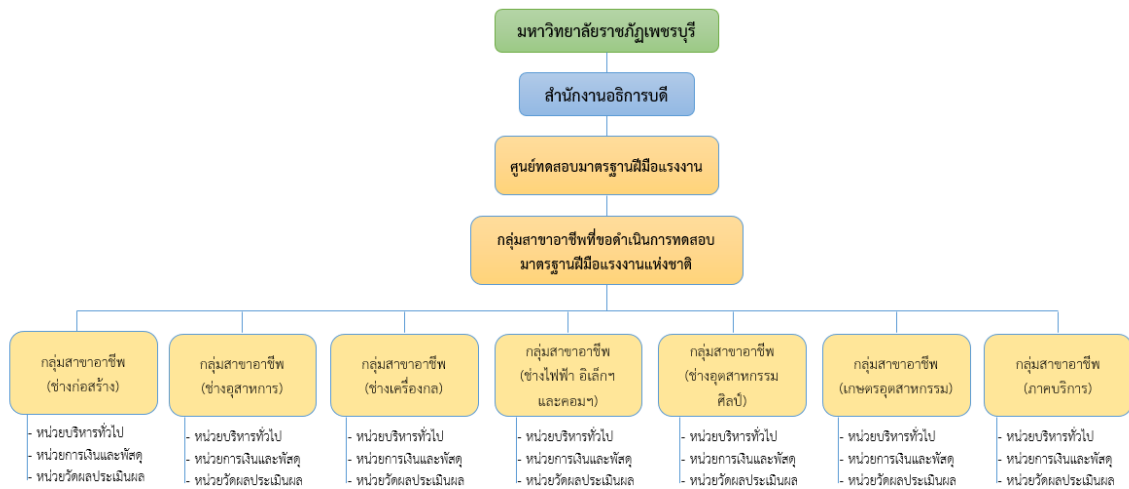 มหาวิทยาลัยราชภัฏเพชรบุรี
สำนักงานอธิการบดี
ศูนย์ทดสอบมาตรฐานฝีมือแรงงาน
กลุ่มสาขาอาชีพที่ขอดำเนินการทดสอบ
มาตรฐานฝีมือแรงงานแห่งชาติ
กลุ่มสาขาอาชีพ
(ช่างก่อสร้าง)
- หน่วยบริหารทั่วไป
- หน่วยการเงินและพัสดุ
- หน่วยวัดผลประเมินผล
กลุ่มสาขาอาชีพ
(ช่างอุสาหการ)
- หน่วยบริหารทั่วไป
- หน่วยการเงินและพัสดุ
- หน่วยวัดผลประเมินผล
กลุ่มสาขาอาชีพ
(ช่างเครื่องกล)
- หน่วยบริหารทั่วไป
- หน่วยการเงินและพัสดุ
- หน่วยวัดผลประเมินผล
กลุ่มสาขาอาชีพ
(ช่างไฟฟ้า อิเล็กฯ
และคอมฯ)
- หน่วยบริหารทั่วไป
- หน่วยการเงินและพัสดุ
- หน่วยวัดผลประเมินผล
กลุ่มสาขาอาชีพ
(ช่างอุตสาหกรรม
ศิลป์)
- หน่วยบริหารทั่วไป
- หน่วยการเงินและพัสดุ
- หน่วยวัดผลประเมินผล
กลุ่มสาขาอาชีพ
(เกษตรอุตสาหกรรม)
- หน่วยบริหารทั่วไป
- หน่วยการเงินและพัสดุ
- หน่วยวัดผลประเมินผล
กลุ่มสาขาอาชีพ
(ภาคบริการ)
- หน่วยบริหารทั่วไป
- หน่วยการเงินและพัสดุ
- หน่วยวัดผลประเมินผล